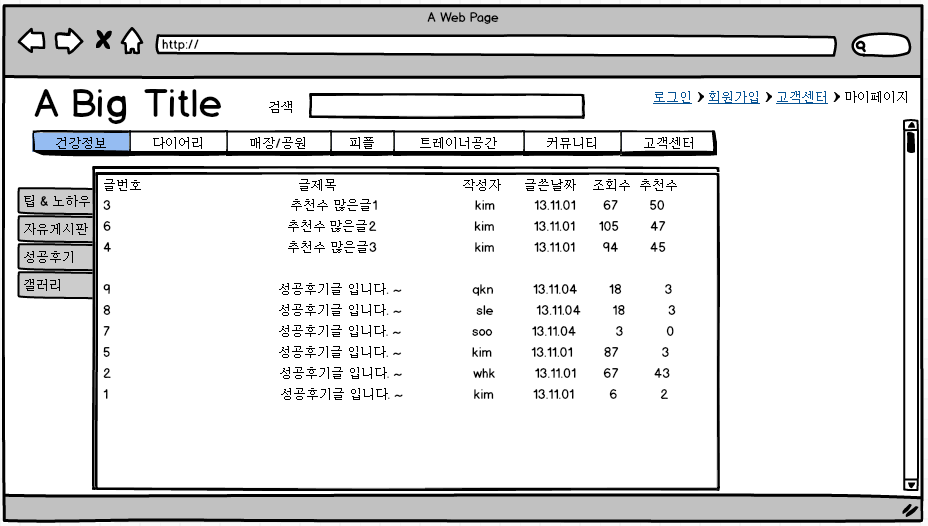 A Web Page
http://
A Big Title 검색 로그인 회원가입 고객센터 마이페이지
건강정보 다이어리 매장/공원 피플 트레이너공간 커뮤니티 고객센터
팁 & 노하우
자유게시판
성공후기
갤러리
글번호 글제목 작성자 글쓴날짜 조회수 추천수
3 추천수 많은글1 kim 13.11.01 67 50
6 추천수 많은글2 kim 13.11.01 105 47
4 추천수 많은글3 kim 13.11.01 94 45
9 성공후기글 입니다. ~ qkn 13.11.04 18 3
8 성공후기글 입니다. ~ sle 13.11.04 18 3
7 성공후기글 입니다. ~ soo 13.11.04 3 0
5 성공후기글 입니다. ~ kim 13.11.01 87 3
2 성공후기글 입니다. ~ whk 13.11.01 67 43
1 성공후기글 입니다. ~ kim 13.11.01 6 2